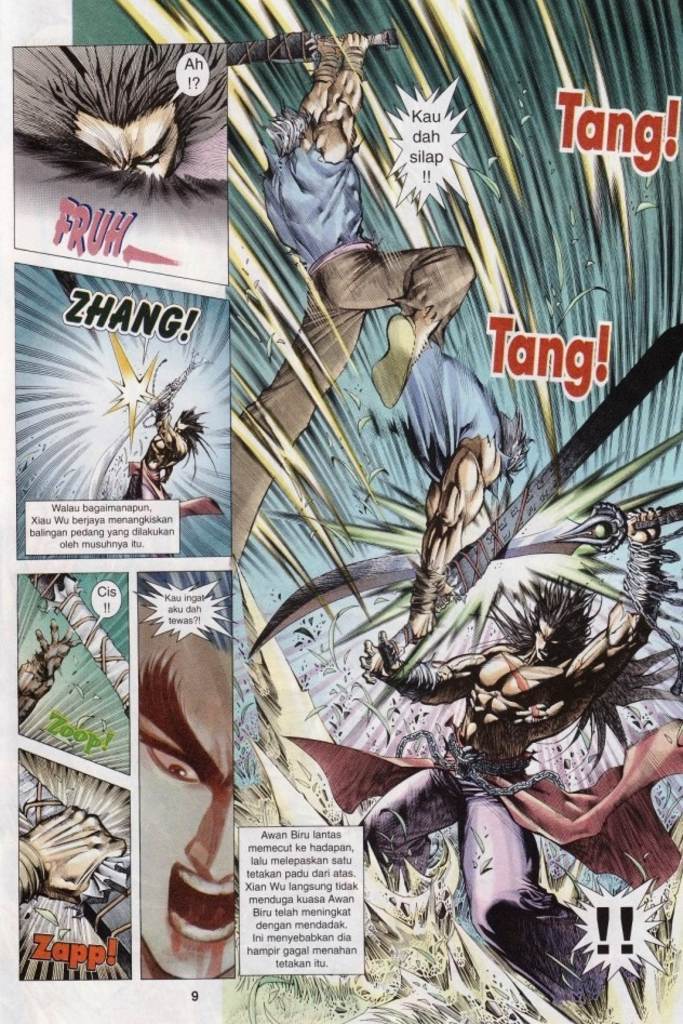 Ah
!?
FRUH
ZHANG!
Walau bagaimanapun,
Xiau Wu berjaya menangkiskan
balingan pedang yang dilakukan
oleh musuhnya itu.
Cis
!!
Zoop!
Zapp!
Kau ingat
aku dah
tewas?!
Kau dah
silap
!!
Tang!
Tang!
Awan Biru lantas
memecut ke hadapan,
lalu melepaskan satu
tetakan padu dari atas.
Xian Wu langsung tidak
menduga kuasa Awan
Biru telah meningkat
dengan mendadak.
Ini menyebabkan dia
hampir gagal menahan
tetakan itu.
!!
9